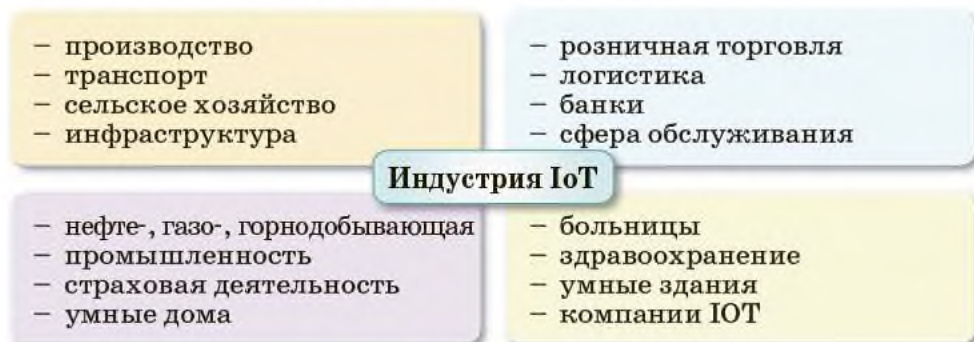 – производство
– транспорт
– сельское хозяйство
– инфраструктура
– розничная торговля
– логистика
– банки
– сфера обслуживания
Индустрия IoT
– нефте-, газо-, горнодобывающая
– промышленность
– страховая деятельность
– умные дома
– больницы
– здравоохранение
– умные здания
– компании IOT